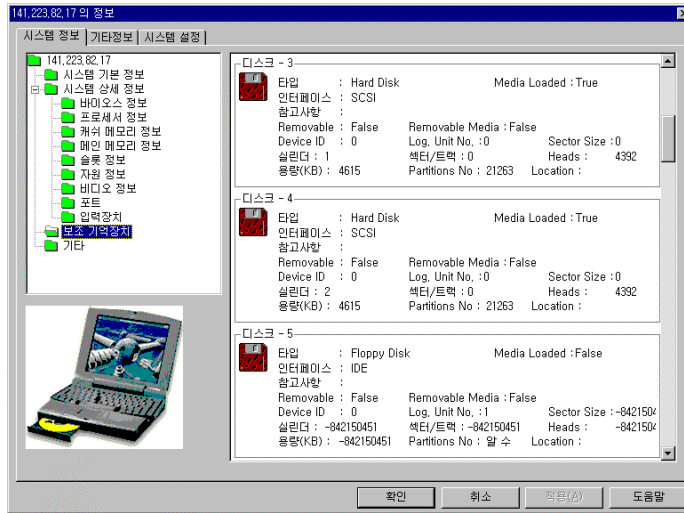 141,223,82,17 의 정보
시스템 정보 기타정보 시스템 설정
141,223,82,17
시스템 기본 정보
시스템 상세 정보
바이오스 정보
프로세서 정보
캐쉬 메모리 정보
메인 메모리 정보
슬롯 정보
자원 정보
비디오 정보
포트
입력장치
보조 기억장치
기타
디스크 - 3
타입 : Hard Disk Media Loaded : True
인터페이스 : SCSI
참고사항 :
Removable : False Removable Media : False
Device ID : 0 Log, Unit No, : 0 Sector Size : 0
실린더 : 1 섹터/트랙 : 0 Heads : 4392
용량(KB) : 4615 Partitions No : 21263 Location :
디스크 - 4
타입 : Hard Disk Media Loaded : True
인터페이스 : SCSI
참고사항 :
Removable : False Removable Media : False
Device ID : 0 Log, Unit No, : 0 Sector Size : 0
실린더 : 2 섹터/트랙 : 0 Heads : 4392
용량(KB) : 4615 Partitions No : 21263 Location :
디스크 - 5
타입 : Floppy Disk Media Loaded : False
인터페이스 : IDE
참고사항 :
Removable : False Removable Media : False
Device ID : 0 Log, Unit No, : 1 Sector Size : -8421504
실린더 : -842150451 섹터/트랙 : -842150451 Heads : -8421504
용량(KB) : -842150451 Partitions No : 알 수 Location :
확인 취소 적용(A) 도움말